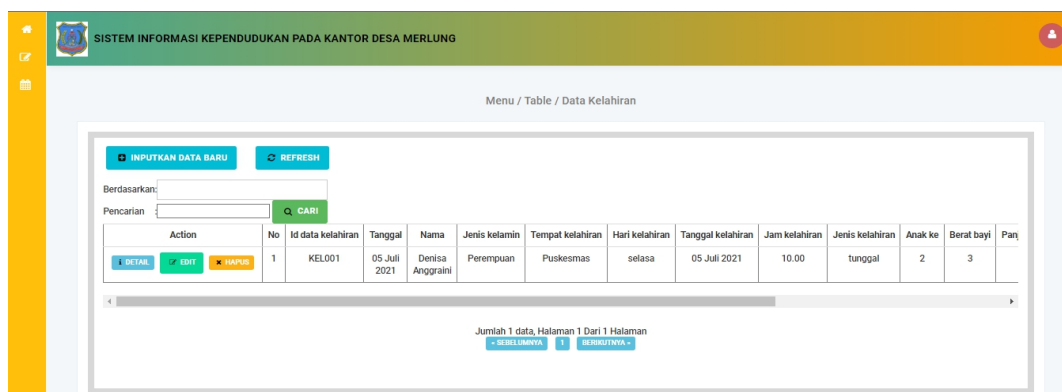 SISTEM INFORMASI KEPENDUDUKAN PADA KANTOR DESA MERLUNG
Menu / Table / Data Kelahiran
INPUTKAN DATA BARU REFRESH
Berdasarkan:
Pencarian : CARI
Action No Id data kelahiran Tanggal Nama Jenis kelamin Tempat kelahiran Hari kelahiran Tanggal kelahiran Jam kelahiran Jenis kelahiran Anak ke Berat bayi Panj
DETAIL EDIT HAPUS 1 KEL001 05 Juli 2021 Denisa Anggraini Perempuan Puskesmas selasa 05 Juli 2021 10.00 tunggal 2 3
Jumlah 1 data, Halaman 1 Dari 1 Halaman
« SEBELUMNYA 1 BERIKUTNYA »